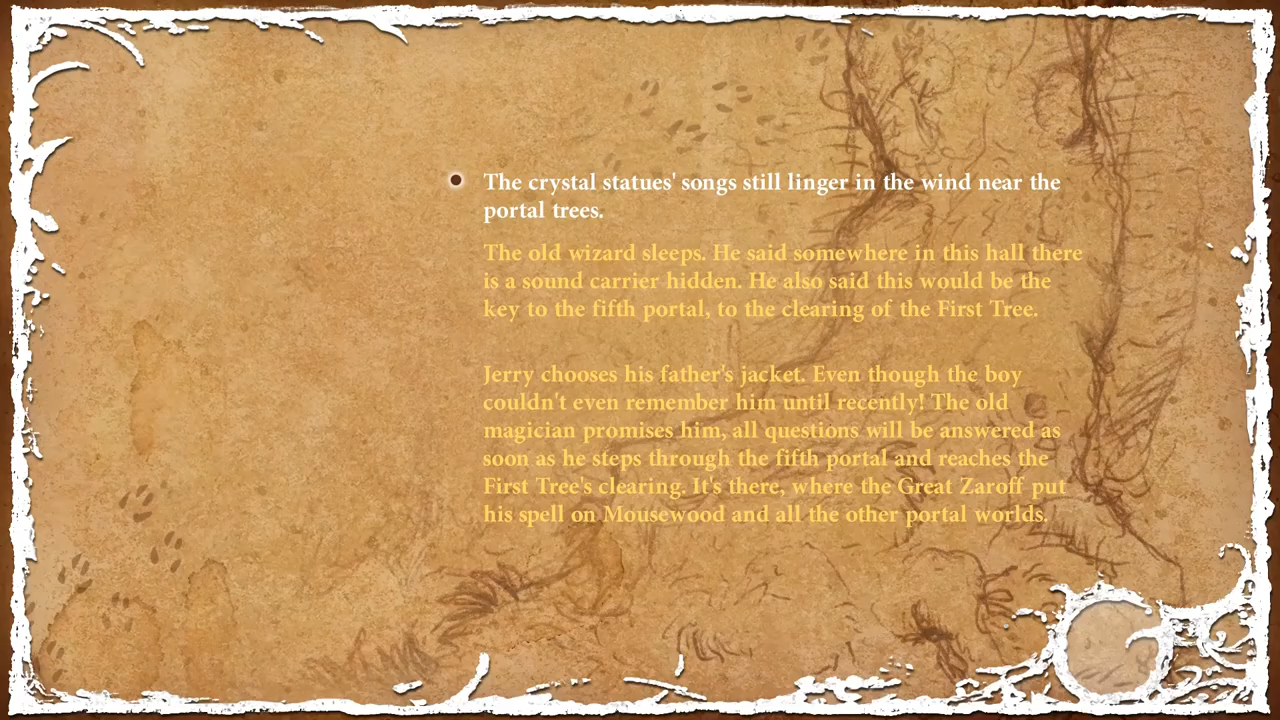 The crystal statues' songs still linger in the wind near the
portal trees.
The old wizard sleeps. He said somewhere in this hall there
is a sound carrier hidden. He also said this would be the
key to the fifth portal, to the clearing of the First Tree.
Jerry chooses his father's jacket. Even though the boy
couldn't even remember him until recently! The old
magician promises him, all questions will be answered as
soon as he steps through the fifth portal and reaches the
First Tree's clearing. It's there, where the Great Zaroff put
his spell on Mousewood and all the other portal worlds.